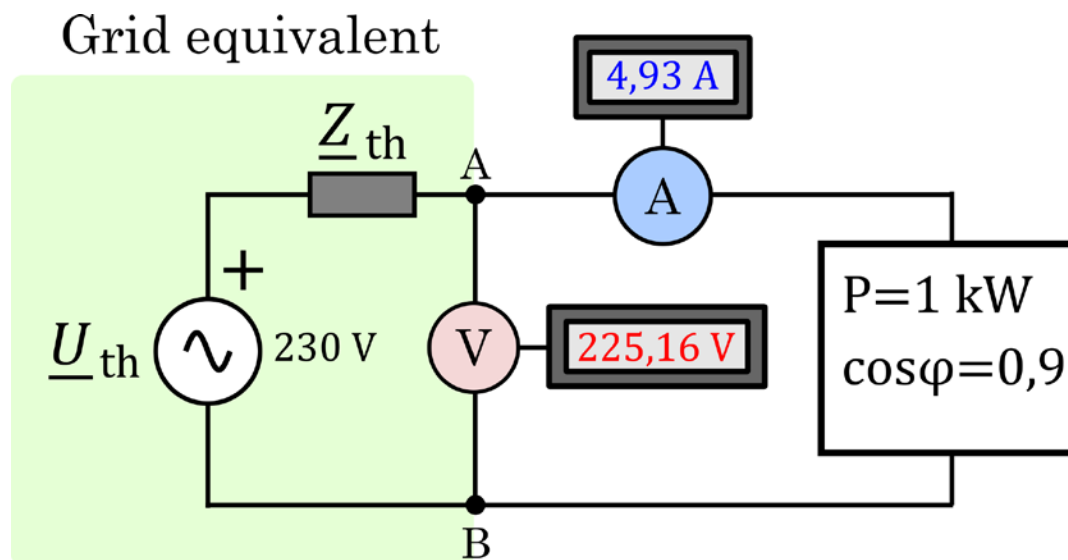 Grid equivalent
4,93 A
Z th
A
A
+
U th
230 V
V
225,16 V
P=1 kW
cosφ=0,9
B